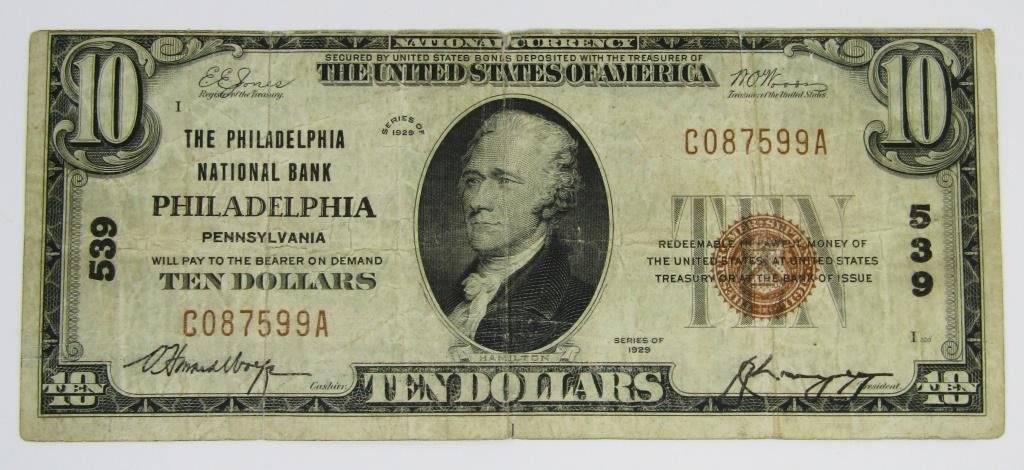 NATIONAL CURRENCY
SECURED BY UNITED STATES BONDS DEPOSITED WITH THE TREASURER OF
THE UNITED STATES OF AMERICA
10
10
E.E. Jones
Register of the Treasury.
W.O. Woods
Treasurer of the United States
I
SERIES OF
1929
THE PHILADELPHIA
NATIONAL BANK
PHILADELPHIA
PENNSYLVANIA
WILL PAY TO THE BEARER ON DEMAND
TEN DOLLARS
C087599A
539
C087599A
TEN
REDEEMABLE IN LAWFUL MONEY OF
THE UNITED STATES, AT UNITED STATES
TREASURY OR AT THE BANK OF ISSUE
539
SERIES OF
1929
I
HAMILTON
Cashier.
President.
10
TEN
TEN DOLLARS
10
TEN